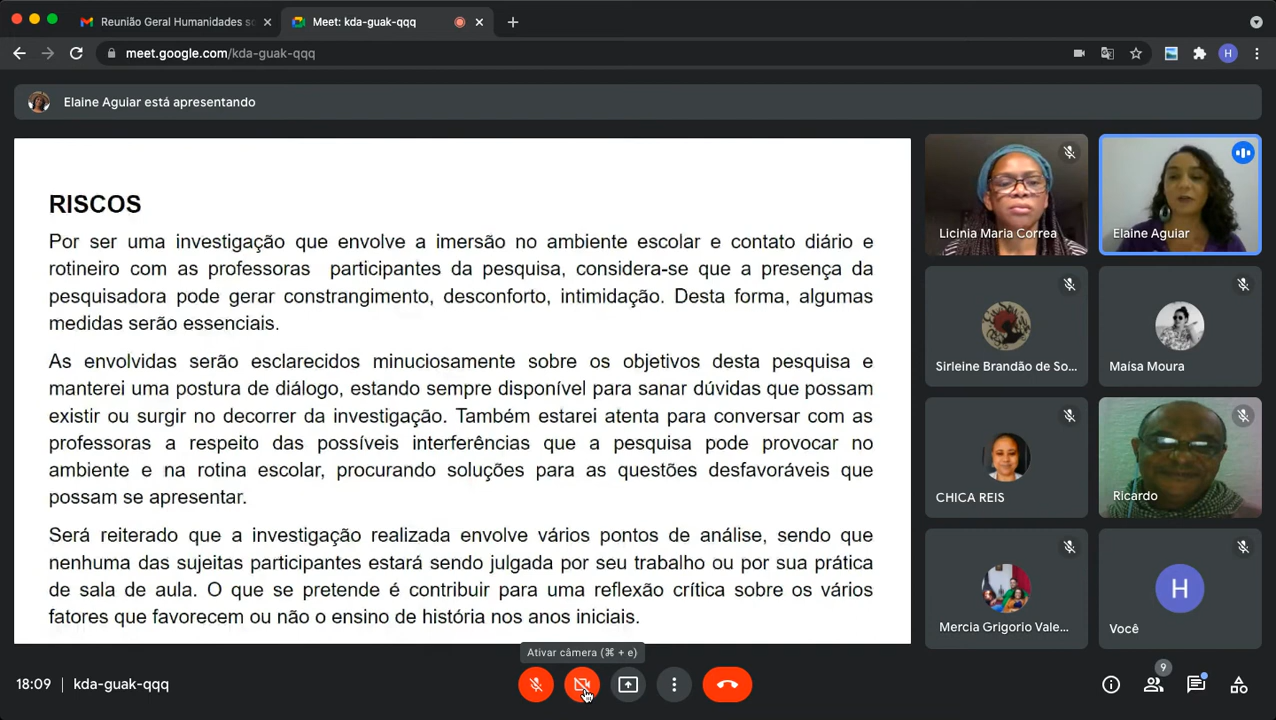 Reunião Geral Humanidades so
Meet: kda-guak-qqq
meet.google.com/kda-guak-qqq
H
Elaine Aguiar está apresentando
RISCOS
Por ser uma investigação que envolve a imersão no ambiente escolar e contato diário e
rotineiro com as professoras participantes da pesquisa, considera-se que a presença da
pesquisadora pode gerar constrangimento, desconforto, intimidação. Desta forma, algumas
medidas serão essenciais.
As envolvidas serão esclarecidos minuciosamente sobre os objetivos desta pesquisa e
manterei uma postura de diálogo, estando sempre disponível para sanar dúvidas que possam
existir ou surgir no decorrer da investigação. Também estarei atenta para conversar com as
professoras a respeito das possíveis interferências que a pesquisa pode provocar no
ambiente e na rotina escolar, procurando soluções para as questões desfavoráveis que
possam se apresentar.
Será reiterado que a investigação realizada envolve vários pontos de análise, sendo que
nenhuma das sujeitas participantes estará sendo julgada por seu trabalho ou por sua prática
de sala de aula. O que se pretende é contribuir para uma reflexão crítica sobre os vários
fatores que favorecem ou não o ensino de história nos anos iniciais.
Licinia Maria Correa
Elaine Aguiar
Sirleine Brandão de So...
Maísa Moura
CHICA REIS
Ricardo
Mercia Grigorio Vale...
H
Você
Ativar câmera (⌘ + e)
18:09 | kda-guak-qqq
9